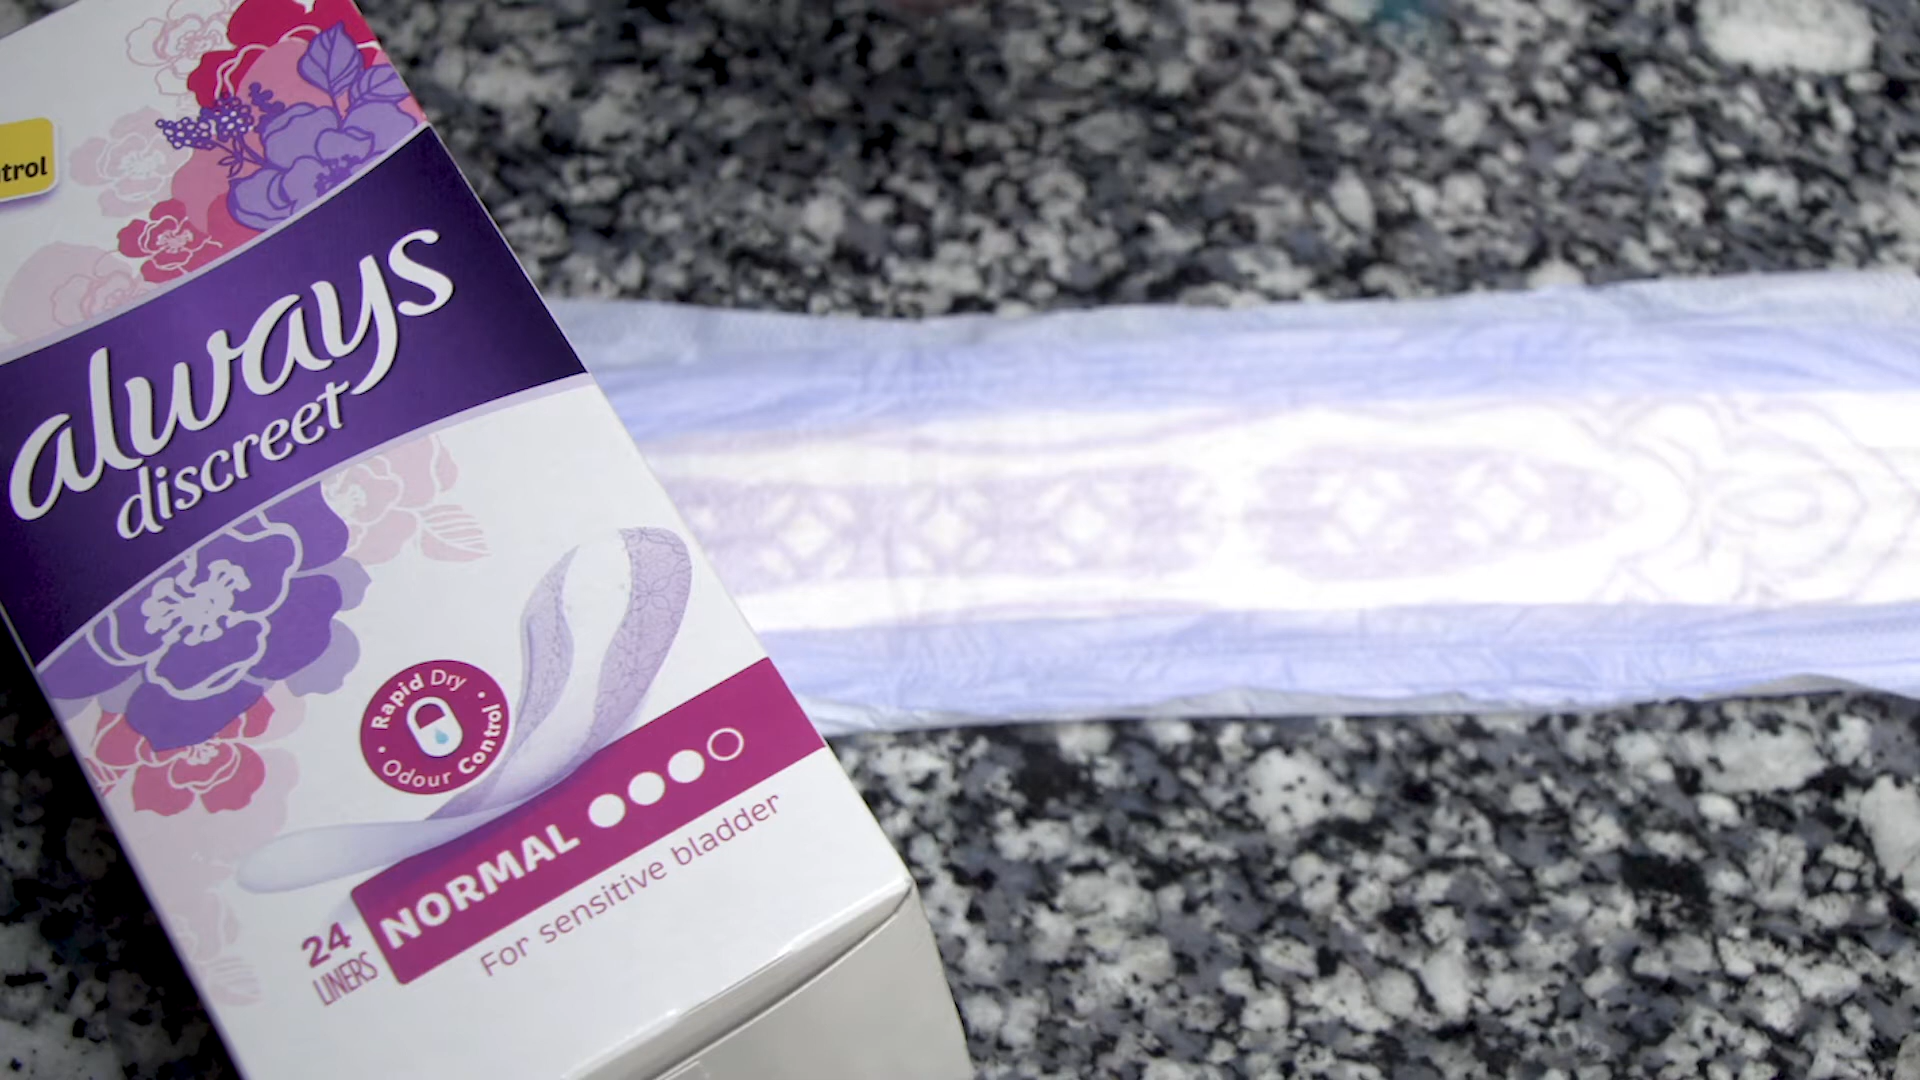 trol
always
discreet
Rapid Dry
Odour Control
NORMAL
24
LINERS
For sensitive bladder